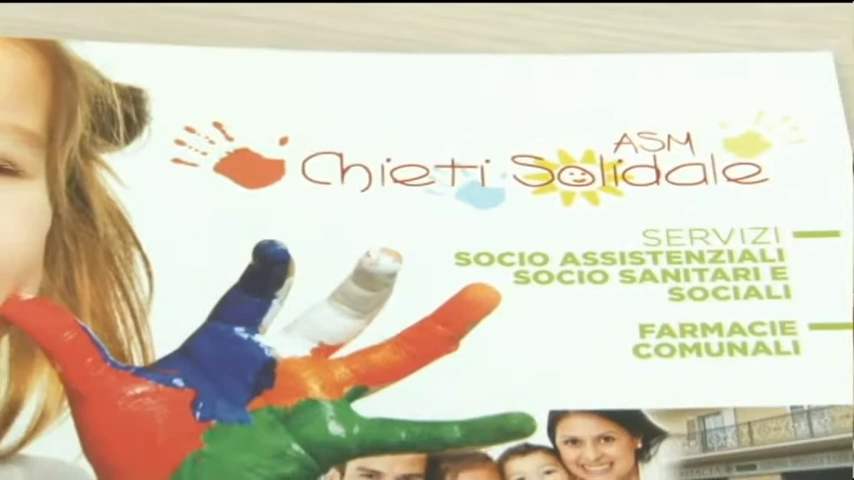 ASM
Chieti Solidale
SERVIZI
SOCIO ASSISTENZIALI
SOCIO SANITARI E
SOCIALI
FARMACIE
COMUNALI